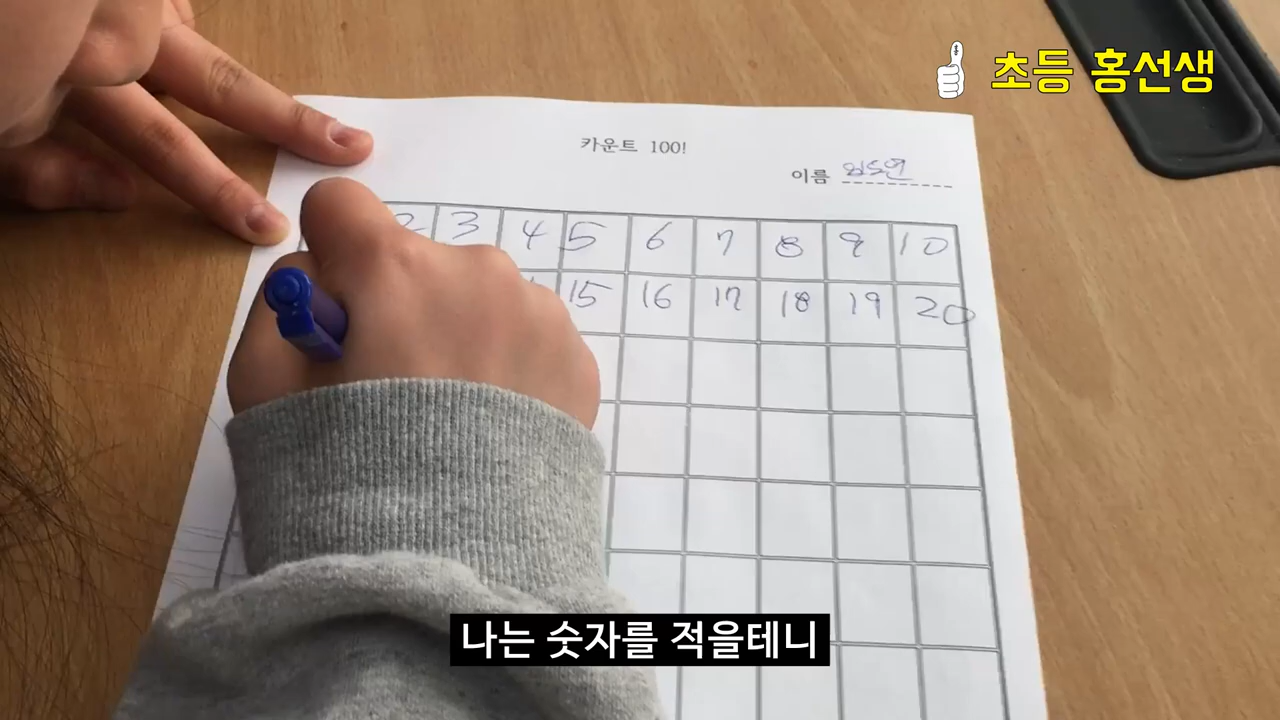 초등 홍선생
카운트 100!
이름
2 3 4 5 6 7 8 9 10
15 16 17 18 19 20
나는 숫자를 적을테니